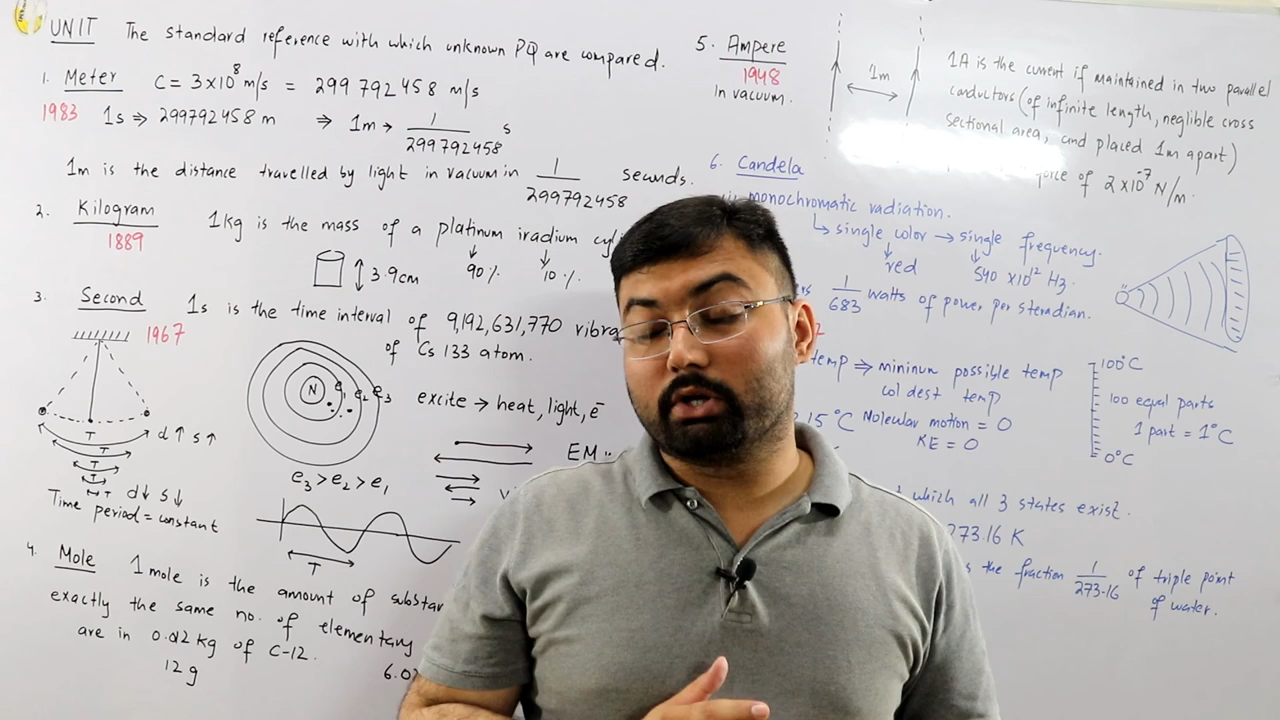 UNIT The standard reference with which unknown PQ are compared.
1. Meter C = 3×10⁸ m/s = 299 792 458 m/s
1983 1s ⇒ 299792458 m ⇒ 1m → 1/299792458 s
1m is the distance travelled by light in vacuum in 1/299792458 seconds.
2. Kilogram 1kg is the mass of a platinum iradium
1889
90% 10%
3.9cm
3. Second 1s is the time interval of 9,192,631,770
1967
of Cs 133 atom.
N e₁ e₂ e₃
excite → heat, light, e⁻
T
T
T
T
d↑ s↑
d↓ s↓
Time period = constant
EM
e₃ > e₂ > e₁
T
4. Mole 1 mole is the amount of
exactly the same no. of elementary
are in 0.012 kg of C-12.
12 g
5. Ampere
1948
in vacuum.
1m
1A is the current if maintained in two parallel
conductors (of infinite length, neglible cross
sectional area, and placed 1m apart)
of 2×10⁻⁷ N/m.
6. Candela
monochromatic radiation.
↳ single color → single frequency.
red 540 ×10¹² Hz.
1/683 watts of power per steradian.
temp ⇒ mininum possible temp
coldest temp
15°C Molecular motion = 0
KE = 0
100°C
100 equal parts
1 part = 1°C
0°C
which all 3 states exist.
273.16 K
the fraction 1/273.16 of triple point
of water.